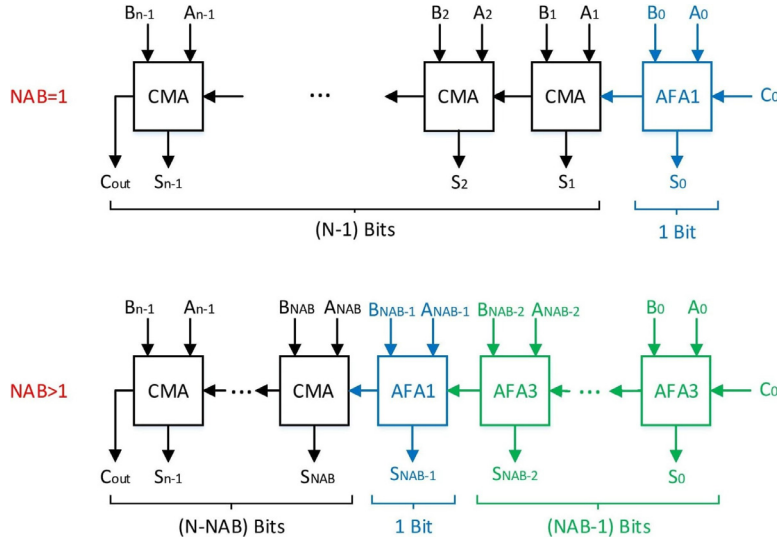 Bn-1 An-1 B2 A2 B1 A1 B0 A0
NAB=1 CMA ... CMA CMA AFA1 C0
Cout Sn-1 S2 S1 S0
(N-1) Bits 1 Bit
Bn-1 An-1 BNAB ANAB BNAB-1 ANAB-1 BNAB-2 ANAB-2 B0 A0
NAB>1 CMA ... CMA AFA1 AFA3 ... AFA3 C0
Cout Sn-1 SNAB SNAB-1 SNAB-2 S0
(N-NAB) Bits 1 Bit (NAB-1) Bits